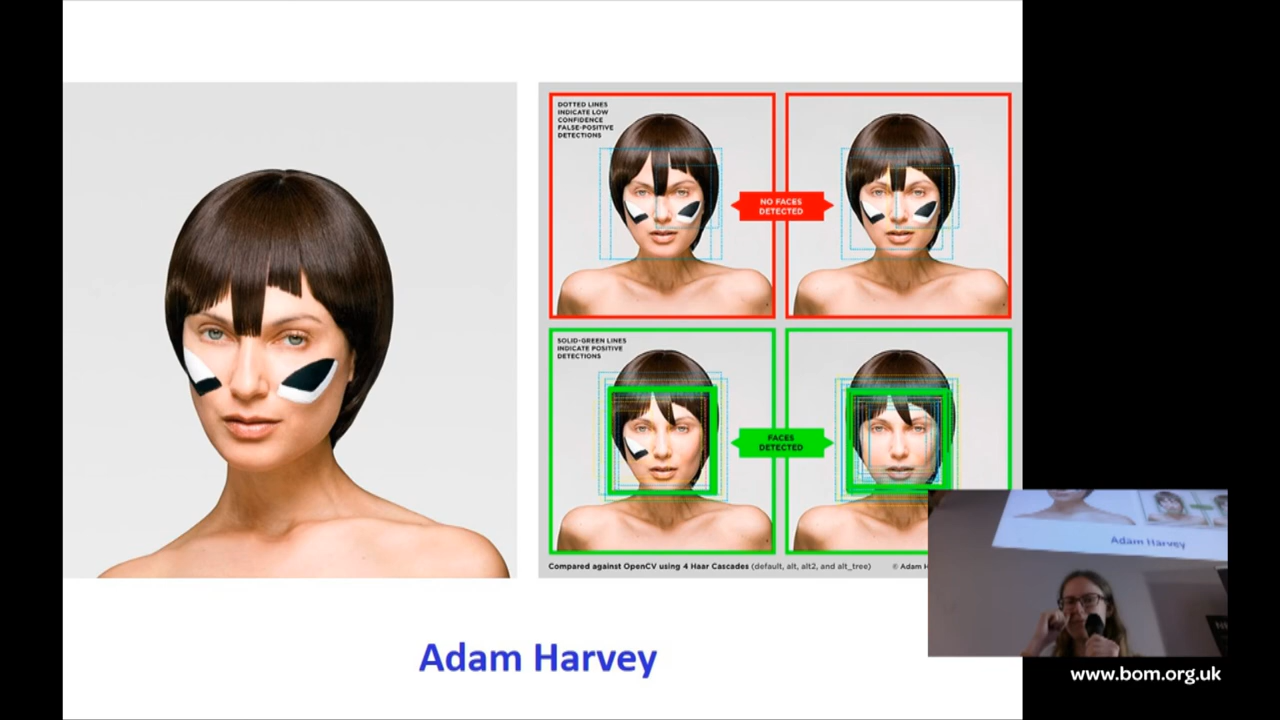 DOTTED LINES
INDICATE LOW
CONFIDENCE
FALSE-POSITIVE
DETECTIONS
NO FACES
DETECTED
SOLID-GREEN LINES
INDICATE POSITIVE
DETECTIONS
FACES
DETECTED
Compared against OpenCV using 4 Haar Cascades (default, alt, alt2, and alt_tree)
© Adam
Adam Harvey
Adam Harvey
www.bom.org.uk